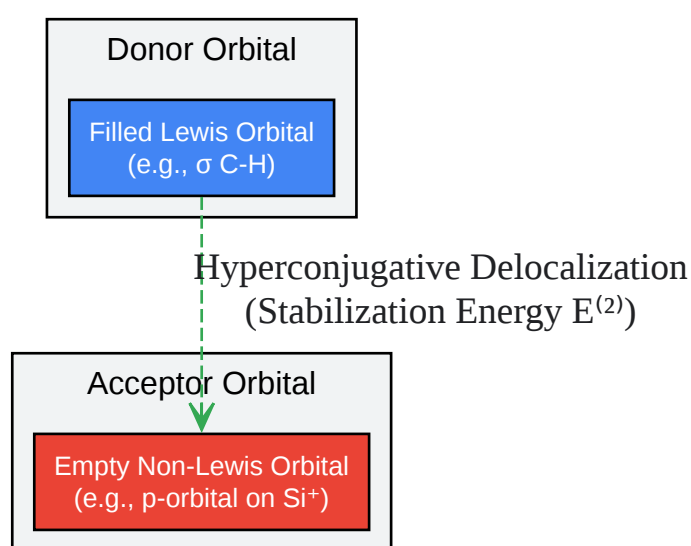 Donor Orbital
Filled Lewis Orbital
(e.g., σ C-H)
Hyperconjugative Delocalization
(Stabilization Energy E⁽²⁾)
Acceptor Orbital
Empty Non-Lewis Orbital
(e.g., p-orbital on Si⁺)